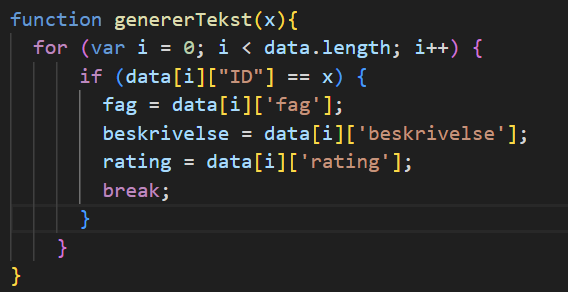 function genererTekst(x){
  for (var i = 0; i < data.length; i++) {
      if (data[i]["ID"] == x) {
        fag = data[i]['fag'];
        beskrivelse = data[i]['beskrivelse'];
        rating = data[i]['rating'];
        break;
      }
    }
}